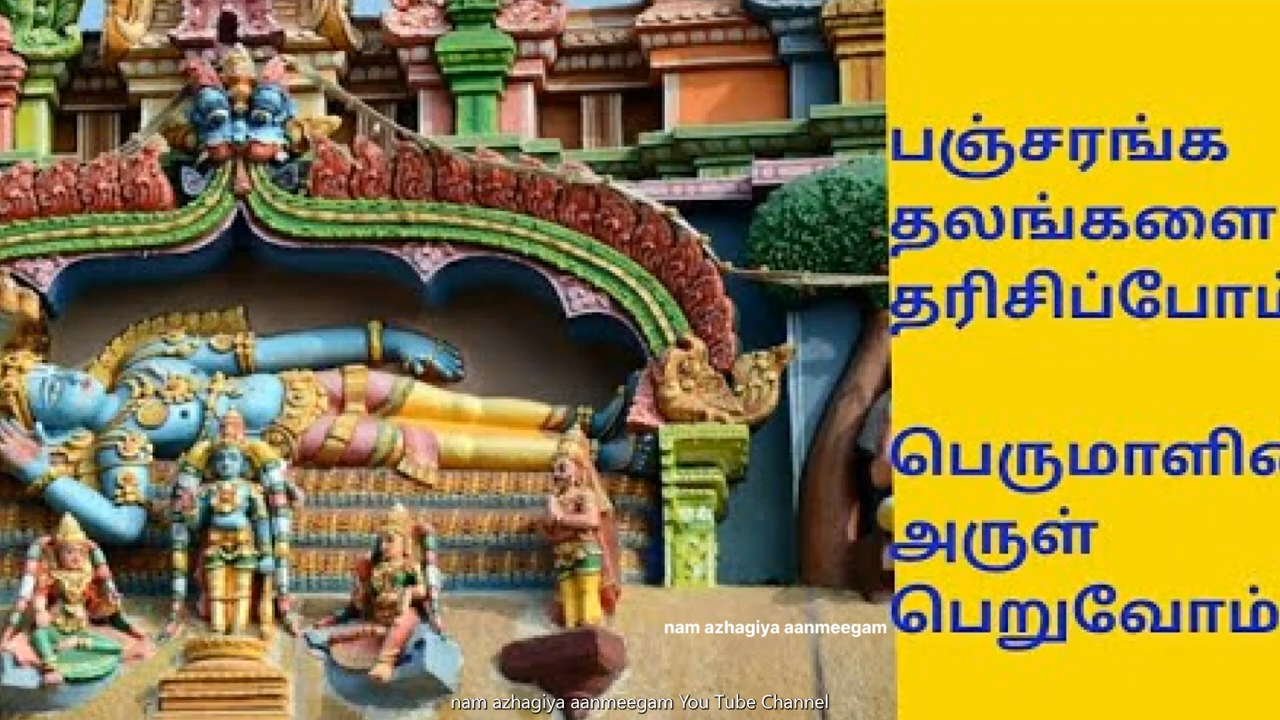 பஞ்சரங்க
தலங்களை
தரிசிப்போம்
பெருமாளின்
அருள்
பெறுவோம்
nam azhagiya aanmeegam
nam azhagiya aanmeegam You Tube Channel